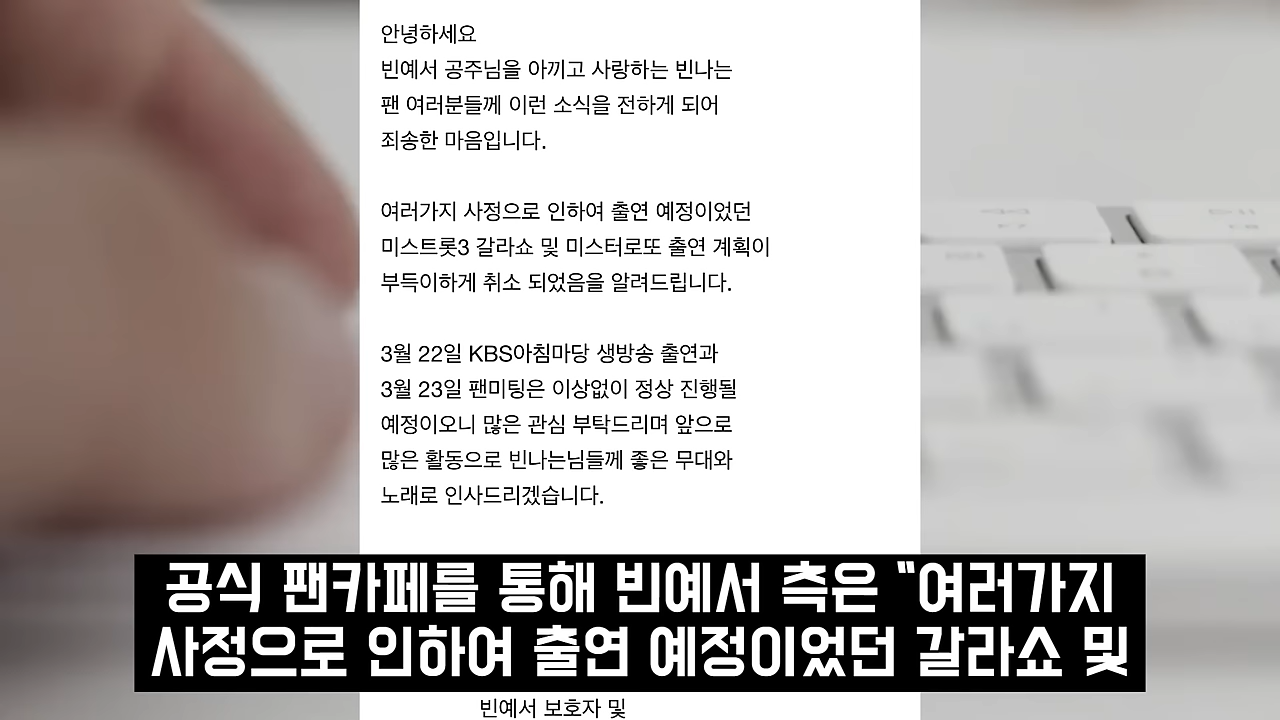 안녕하세요
빈예서 공주님을 아끼고 사랑하는 빈나는
팬 여러분들께 이런 소식을 전하게 되어
죄송한 마음입니다.
여러가지 사정으로 인하여 출연 예정이었던
미스트롯3 갈라쇼 및 미스터로또 출연 계획이
부득이하게 취소 되었음을 알려드립니다.
3월 22일 KBS아침마당 생방송 출연과
3월 23일 팬미팅은 이상없이 정상 진행될
예정이오니 많은 관심 부탁드리며 앞으로
많은 활동으로 빈나는님들께 좋은 무대와
노래로 인사드리겠습니다.
공식 팬카페를 통해 빈예서 측은 "여러가지
사정으로 인하여 출연 예정이었던 갈라쇼 및
빈예서 보호자 및